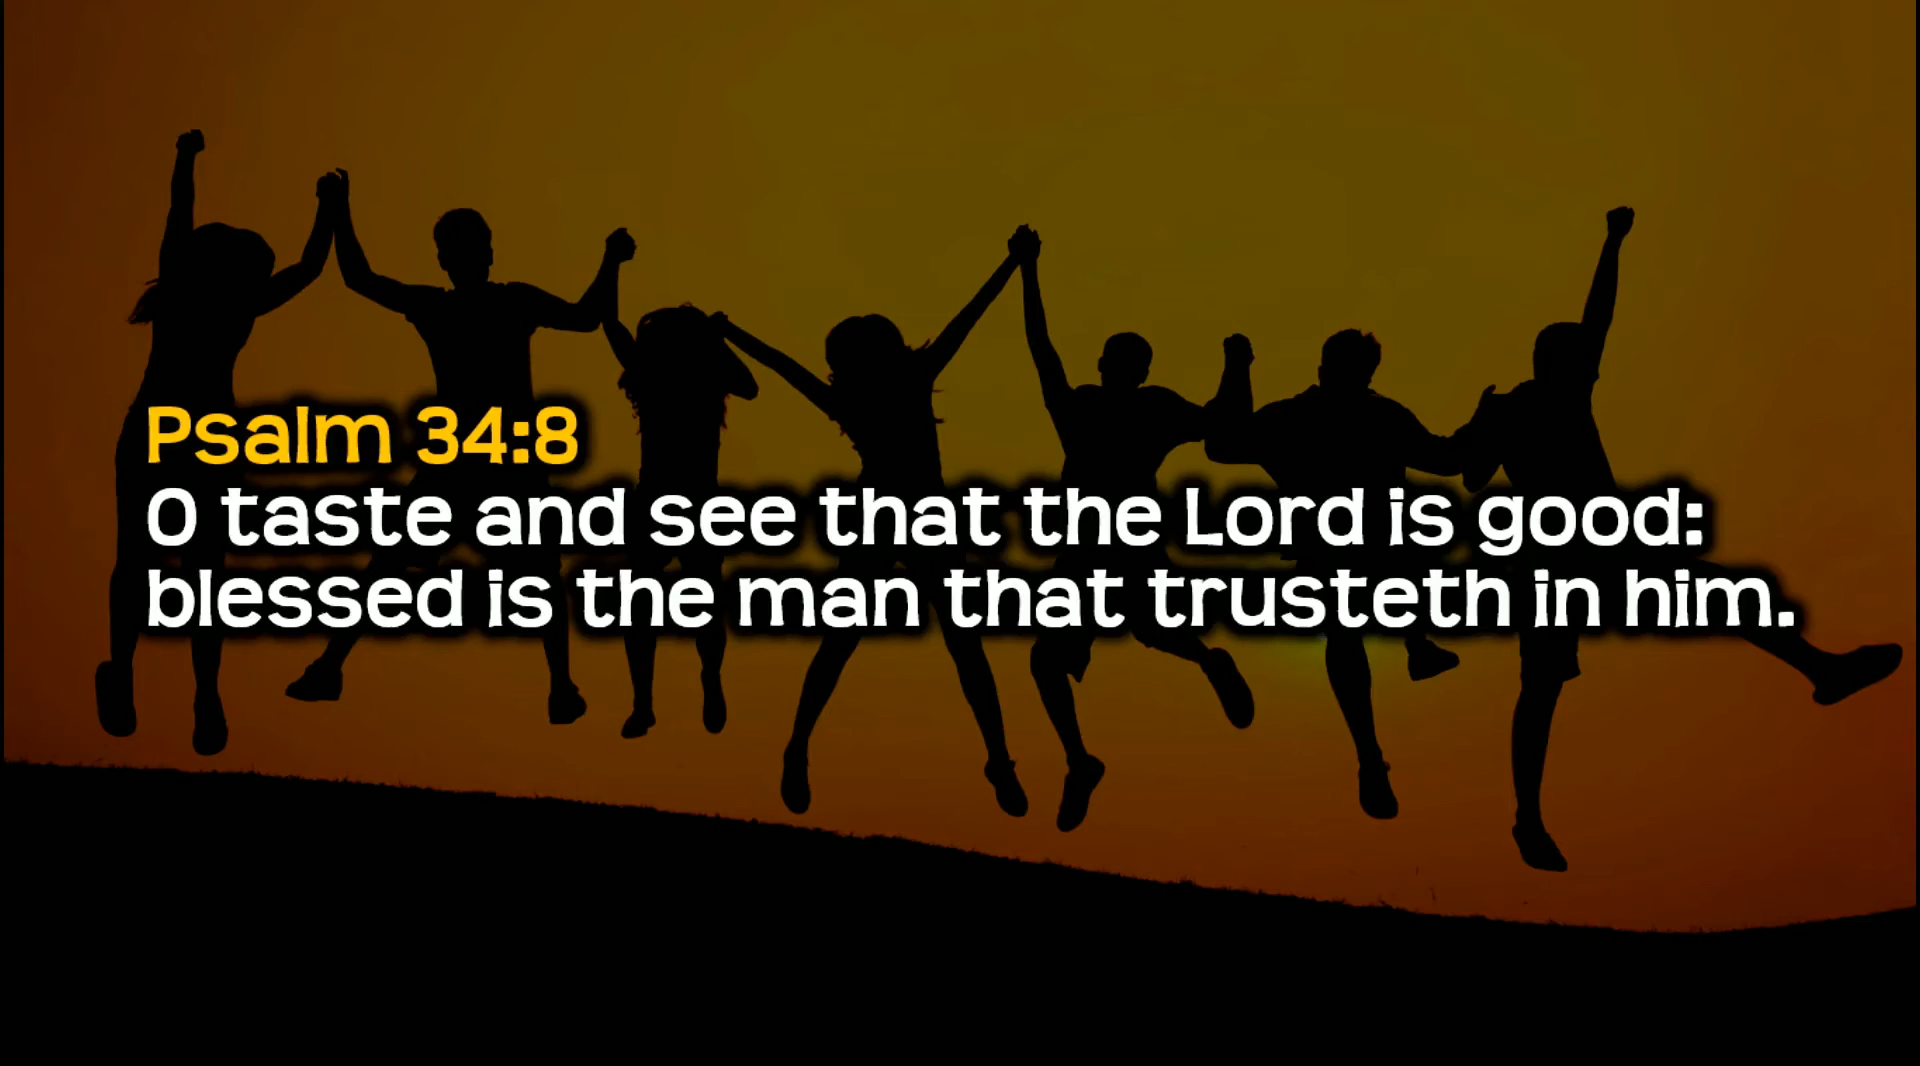 Psalm 34:8
O taste and see that the Lord is good:
blessed is the man that trusteth in him.